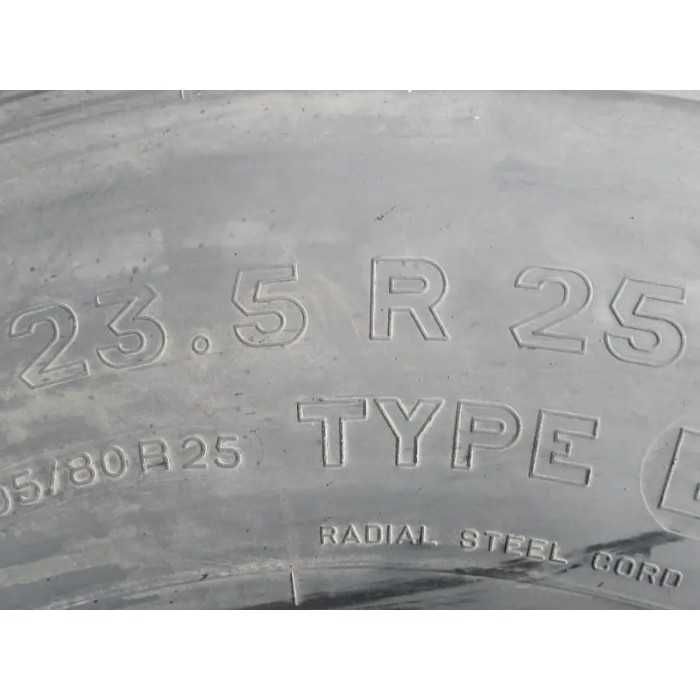 23.5 R 25
05/80 R 25 TYPE
RADIAL STEEL CORD